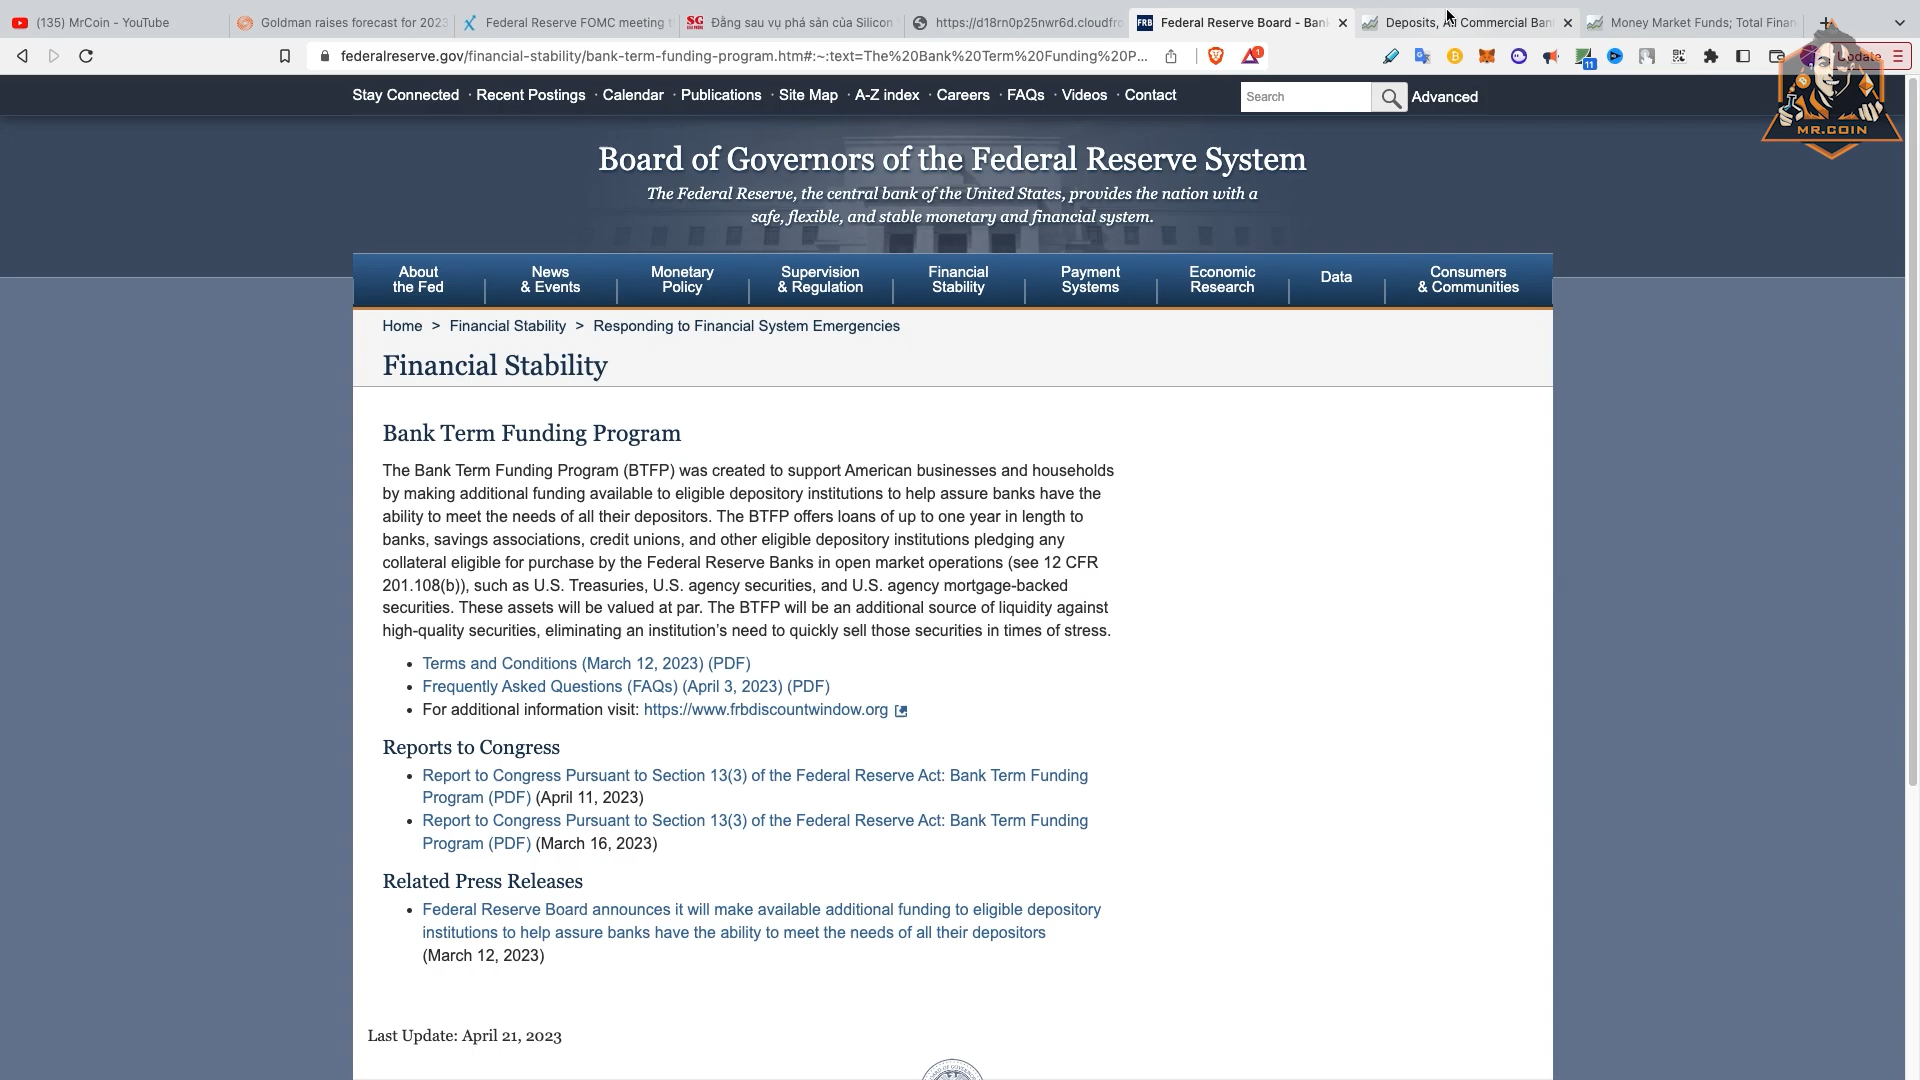 (135) MrCoin - YouTube
Goldman raises forecast for 2023
Federal Reserve FOMC meeting t
SG
Đằng sau vụ phá sản của Silicon
https://d18rn0p25nwr6d.cloudfro
FRB
Federal Reserve Board - Bank
Deposits, All Commercial Ban
Money Market Funds; Total Finan
federalreserve.gov/financial-stability/bank-term-funding-program.htm#:~:text=The%20Bank%20Term%20Funding%20P...
1
11
Update
MR.COIN
Stay Connected · Recent Postings · Calendar · Publications · Site Map · A-Z index · Careers · FAQs · Videos · Contact
Search
Advanced
Board of Governors of the Federal Reserve System
The Federal Reserve, the central bank of the United States, provides the nation with a
safe, flexible, and stable monetary and financial system.
About
the Fed
News
& Events
Monetary
Policy
Supervision
& Regulation
Financial
Stability
Payment
Systems
Economic
Research
Data
Consumers
& Communities
Home > Financial Stability > Responding to Financial System Emergencies
Financial Stability
Bank Term Funding Program
The Bank Term Funding Program (BTFP) was created to support American businesses and households
by making additional funding available to eligible depository institutions to help assure banks have the
ability to meet the needs of all their depositors. The BTFP offers loans of up to one year in length to
banks, savings associations, credit unions, and other eligible depository institutions pledging any
collateral eligible for purchase by the Federal Reserve Banks in open market operations (see 12 CFR
201.108(b)), such as U.S. Treasuries, U.S. agency securities, and U.S. agency mortgage-backed
securities. These assets will be valued at par. The BTFP will be an additional source of liquidity against
high-quality securities, eliminating an institution's need to quickly sell those securities in times of stress.
• Terms and Conditions (March 12, 2023) (PDF)
• Frequently Asked Questions (FAQs) (April 3, 2023) (PDF)
• For additional information visit: https://www.frbdiscountwindow.org
Reports to Congress
• Report to Congress Pursuant to Section 13(3) of the Federal Reserve Act: Bank Term Funding
Program (PDF) (April 11, 2023)
• Report to Congress Pursuant to Section 13(3) of the Federal Reserve Act: Bank Term Funding
Program (PDF) (March 16, 2023)
Related Press Releases
• Federal Reserve Board announces it will make available additional funding to eligible depository
institutions to help assure banks have the ability to meet the needs of all their depositors
(March 12, 2023)
Last Update: April 21, 2023